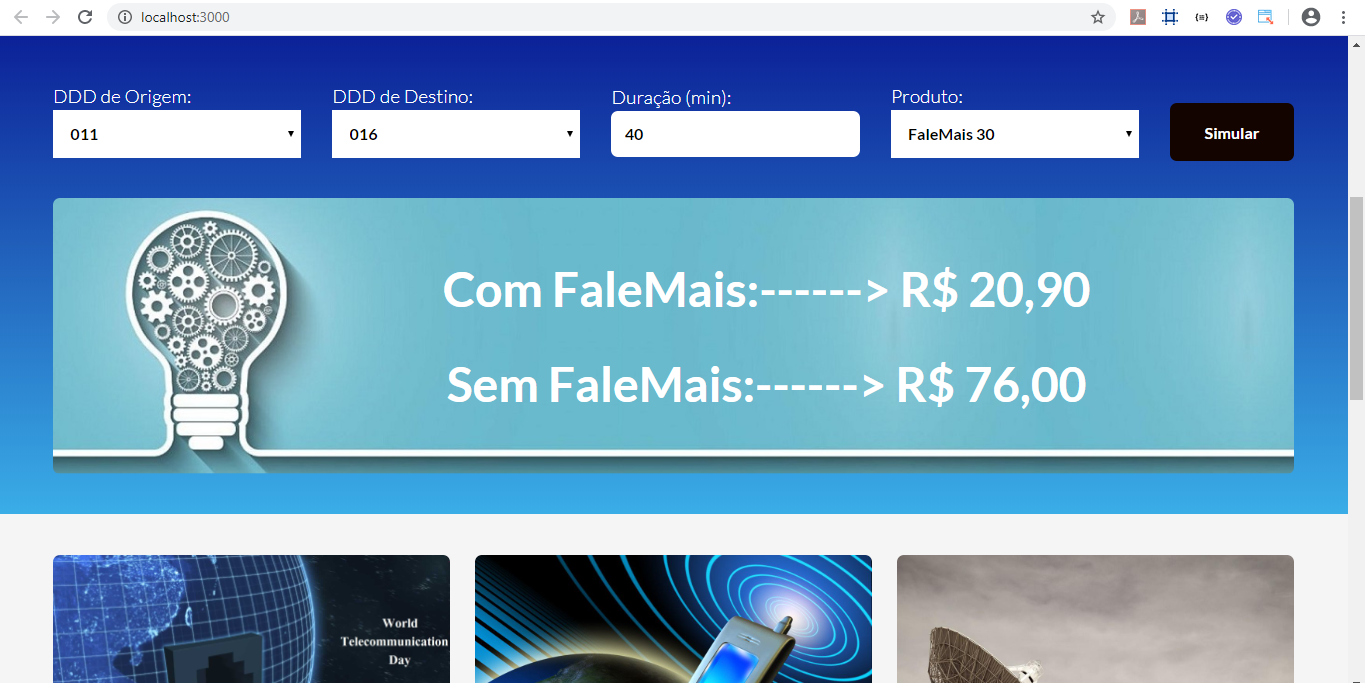 localhost:3000
DDD de Origem:
DDD de Destino:
Duração (min):
Produto:
011
016
40
FaleMais 30
Simular
Com FaleMais:------> R$ 20,90
Sem FaleMais:------> R$ 76,00
World
Telecommunication
Day